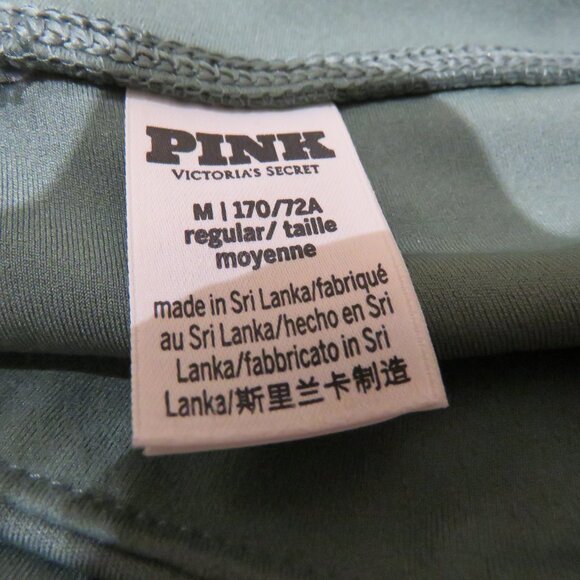 PINK
VICTORIA'S SECRET
M | 170/72A
regular/ taille
moyenne
made in Sri Lanka/fabriqué
au Sri Lanka/hecho en Sri
Lanka/fabbricato in Sri
Lanka/斯里兰卡制造